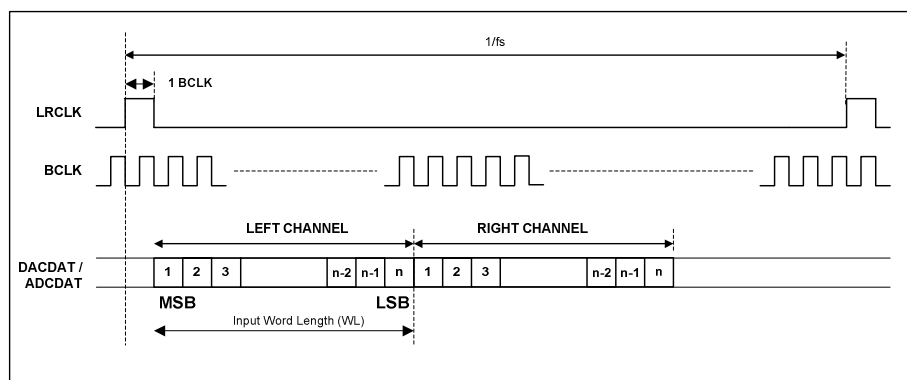 1/fs
1 BCLK
LRCLK
BCLK
LEFT CHANNEL RIGHT CHANNEL
DACDAT /
ADCDAT
1 2 3 n-2 n-1 n 1 2 3 n-2 n-1 n
MSB LSB
Input Word Length (WL)